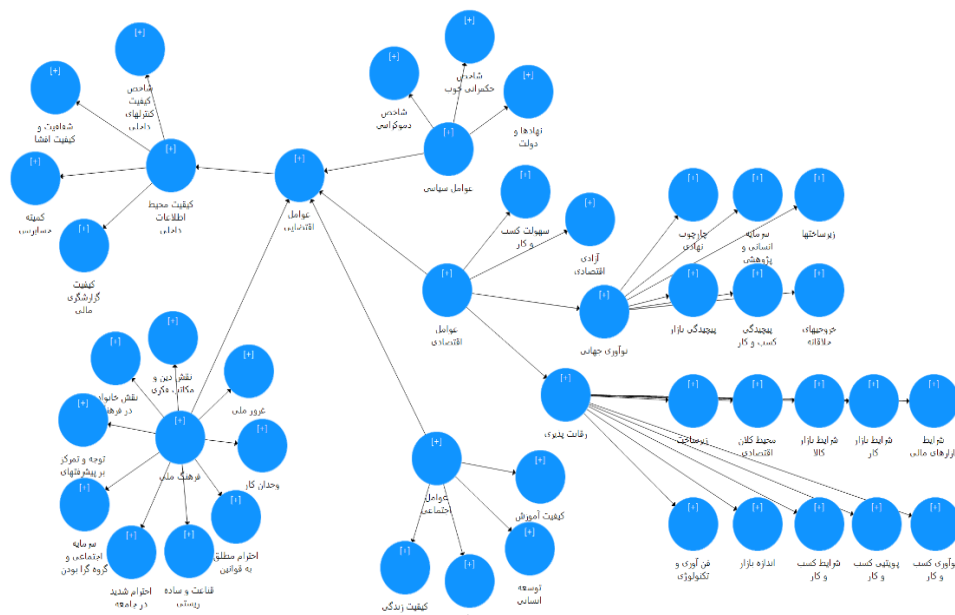 [+]
شاخص
کیفیت
کنترلهای
داخلی
[+]
شفافیت و
کیفیت افشا
[+]
کمیته
حسابرسی
[+]
کیفیت
گزارشگری
مالی
[+]
کیفیت محیط
اطلاعات
داخلی
[+]
عوامل
اقتضایی
[+]
شاخص
دموکراسی
[+]
شاخص
حکمرانی خوب
[+]
نهادها و
دولت
[+]
عوامل سیاسی
[+]
سهولت کسب
و کار
[+]
آزادی
اقتصادی
[+]
عوامل
اقتصادی
[+]
چارچوب
نهادی
[+]
سرمایه
انسانی و
پژوهشی
[+]
زیرساختها
[+]
نوآوری جهانی
[+]
پیچیدگی بازار
[+]
پیچیدگی
کسب و کار
[+]
خروجیهای
خلاقانه
[+]
رقابت پذیری
[+]
زیرساخت
[+]
محیط کلان
اقتصادی
[+]
شرایط بازار
کالا
[+]
شرایط بازار
کار
[+]
شرایط
بازارهای مالی
[+]
فن آوری و
تکنولوژی
[+]
اندازه بازار
[+]
شرایط کسب
و کار
[+]
پویایی کسب
و کار
[+]
نوآوری کسب
و کار
[+]
نقش دین و
مکاتب فکری
[+]
نقش خانواده
در فرهنگ
[+]
غرور ملی
[+]
توجه و تمرکز
بر پیشرفتهای
[+]
فرهنگ ملی
[+]
وجدان کار
[+]
سرمایه
اجتماعی و
گروه گرا بودن
[+]
احترام شدید
در جامعه
[+]
قناعت و ساده
زیستی
[+]
احترام مطلق
به قوانین
[+]
عوامل
اجتماعی
[+]
کیفیت آموزش
[+]
توسعه
انسانی
[+]
کیفیت زندگی
[+]